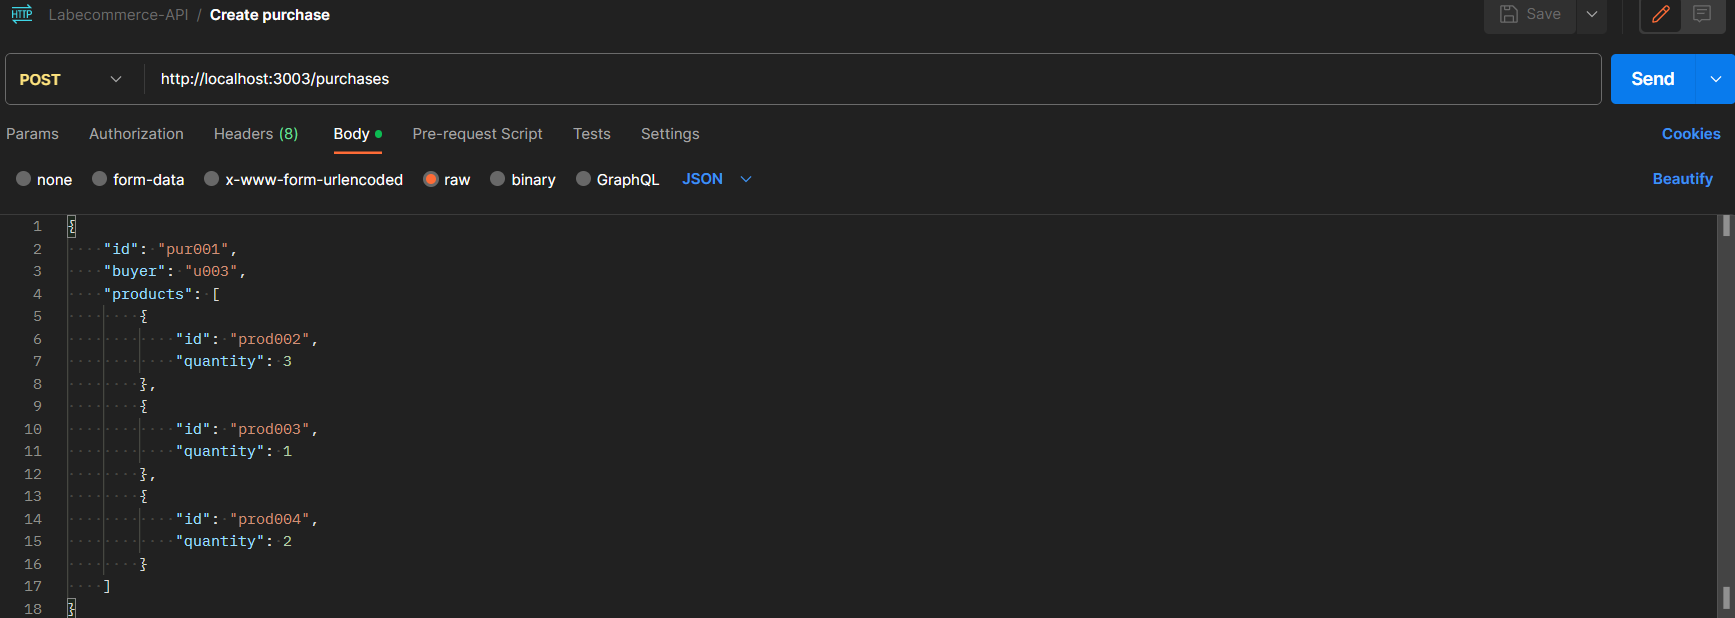 HTTP Labecommerce-API / Create purchase Save
POST http://localhost:3003/purchases Send
Params Authorization Headers (8) Body Pre-request Script Tests Settings Cookies
none form-data x-www-form-urlencoded raw binary GraphQL JSON Beautify
1 {
2 "id": "pur001",
3 "buyer": "u003",
4 "products": [
5 {
6 "id": "prod002",
7 "quantity": 3
8 },
9 {
10 "id": "prod003",
11 "quantity": 1
12 },
13 {
14 "id": "prod004",
15 "quantity": 2
16 }
17 ]
18 }